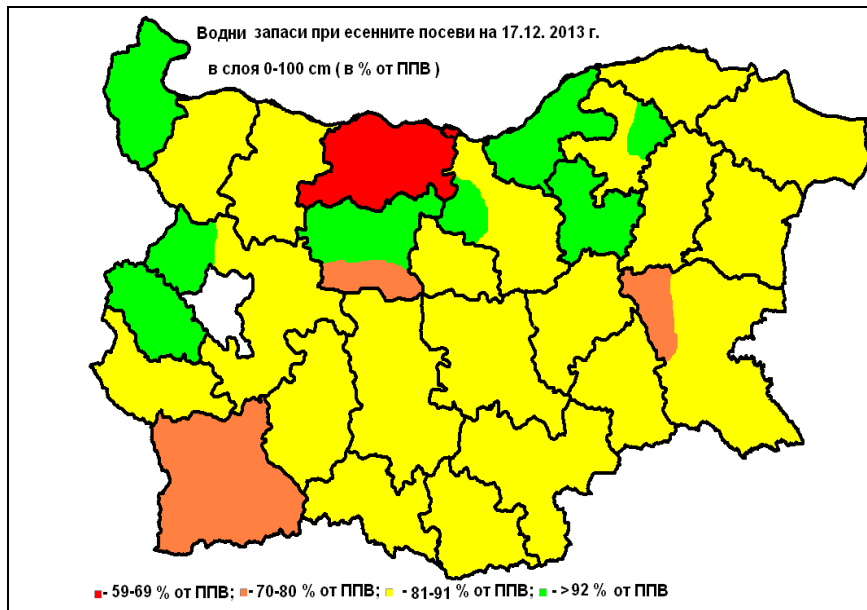 Водни запаси при есенните посеви на 17.12. 2013 г.
в слоя 0-100 cm ( в % от ППВ )
- 59-69 % от ППВ; - 70-80 % от ППВ; - 81-91 % от ППВ; - >92 % от ППВ